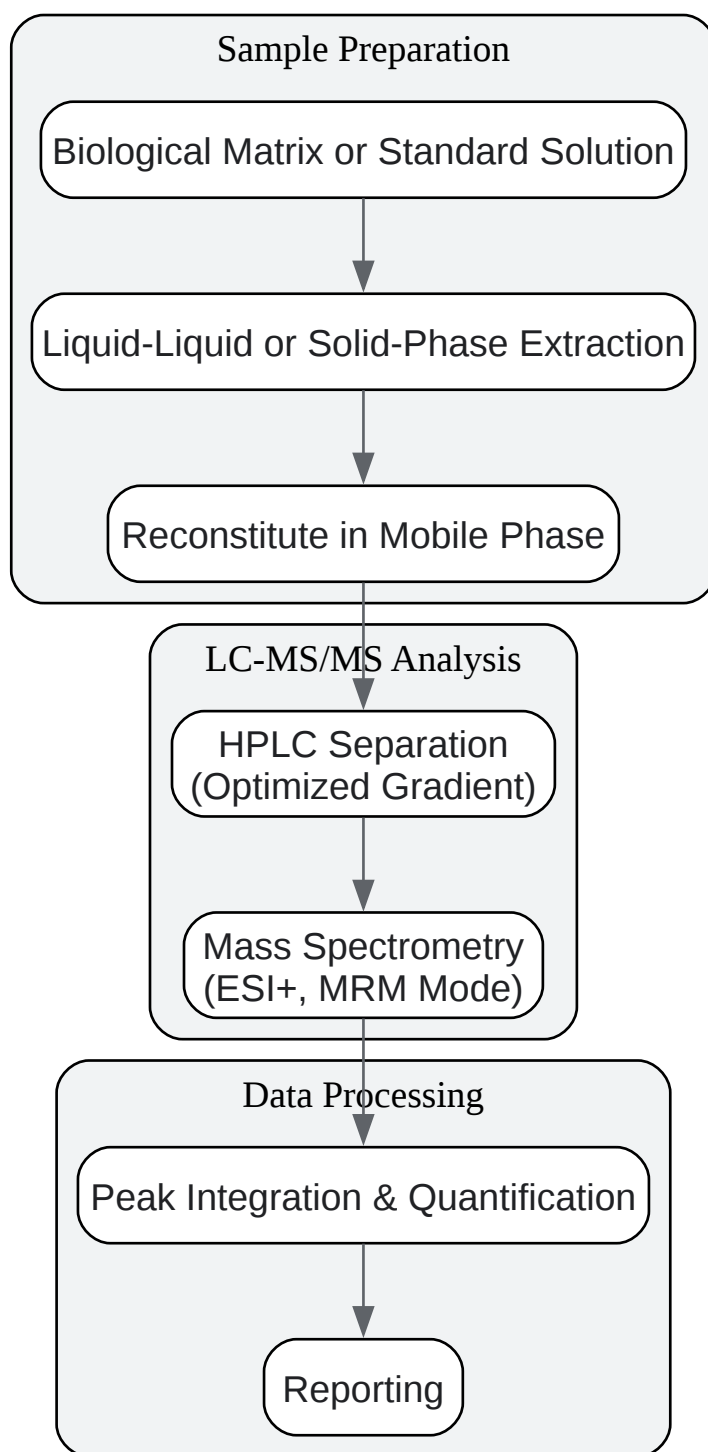 Sample Preparation
Biological Matrix or Standard Solution
Liquid-Liquid or Solid-Phase Extraction
Reconstitute in Mobile Phase
LC-MS/MS Analysis
HPLC Separation
(Optimized Gradient)
Mass Spectrometry
(ESI+, MRM Mode)
Data Processing
Peak Integration & Quantification
Reporting